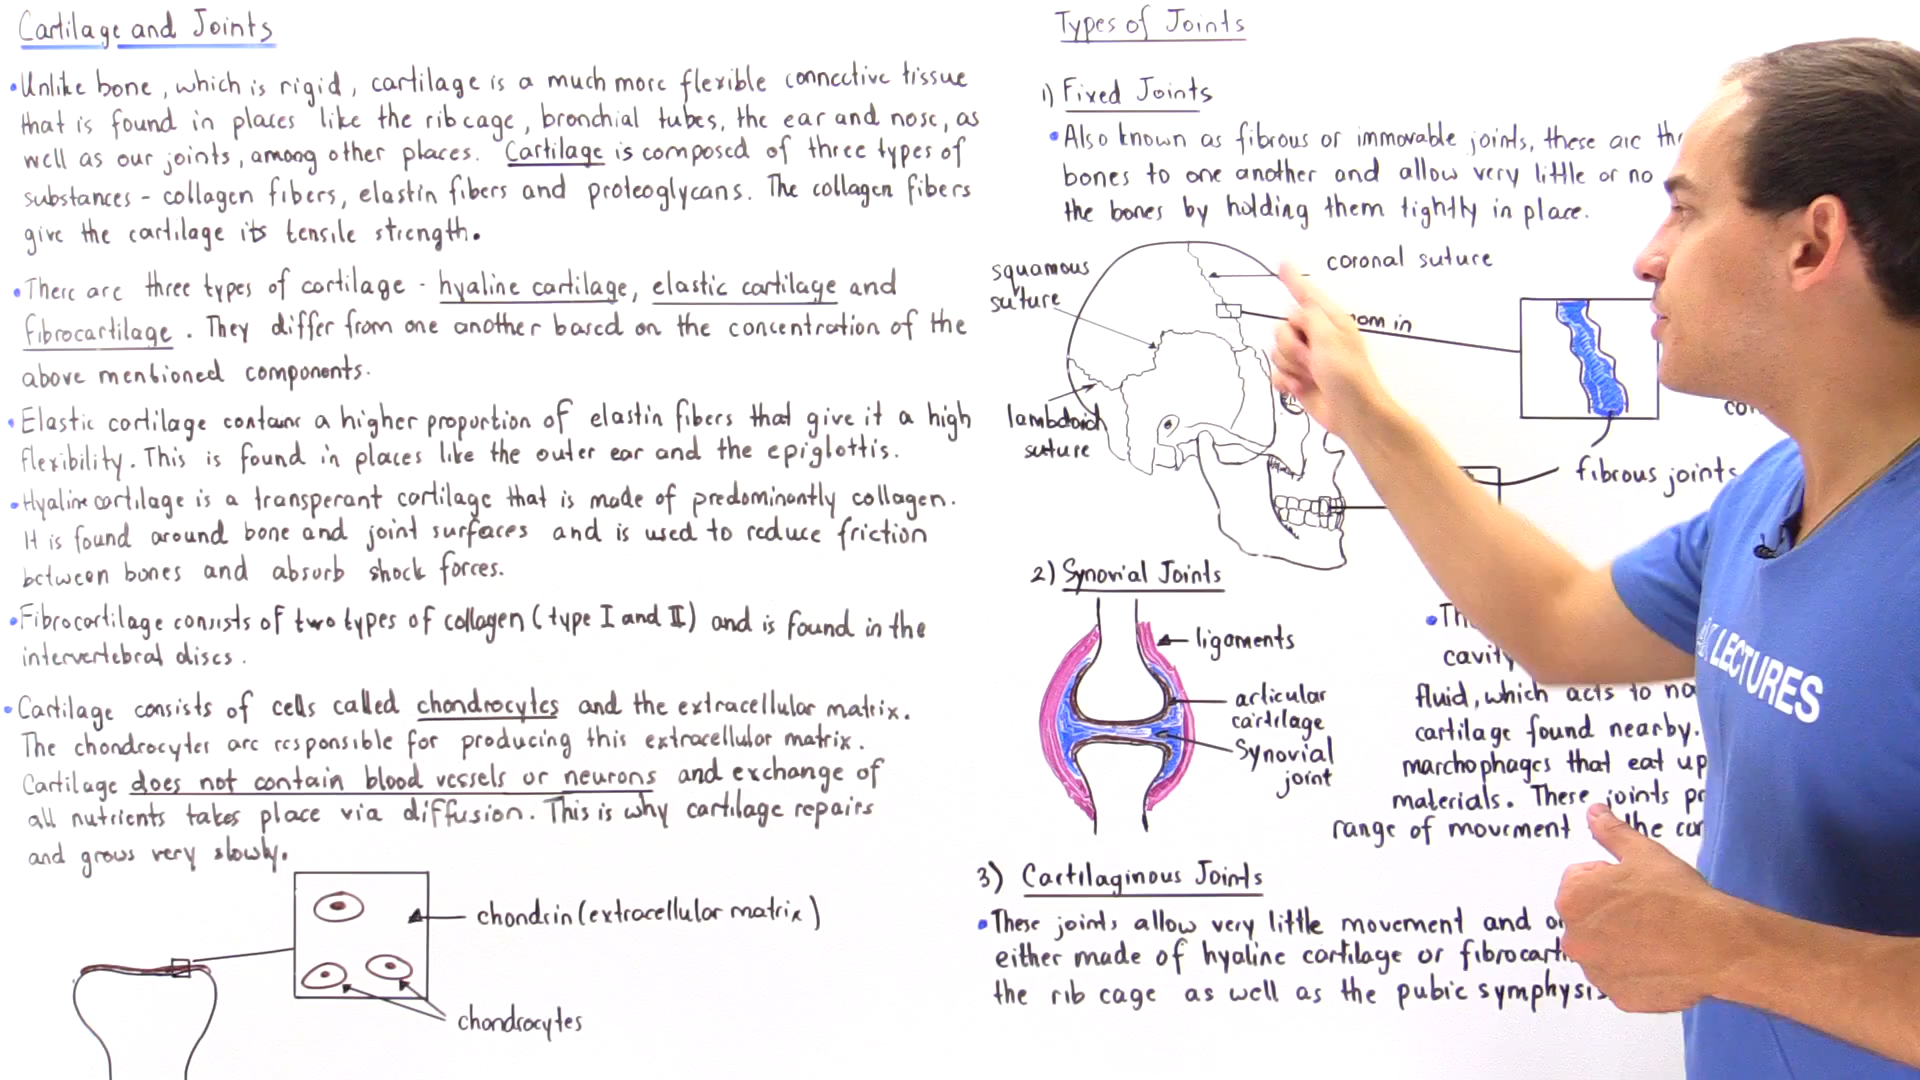 Cartilage and Joints
•Unlike bone, which is rigid, cartilage is a much more flexible connective tissue
that is found in places like the rib cage, bronchial tubes, the ear and nose, as
well as our joints, among other places. Cartilage is composed of three types of
substances - collagen fibers, elastin fibers and proteoglycans. The collagen fibers
give the cartilage its tensile strength.
•There are three types of cartilage - hyaline cartilage, elastic cartilage and
fibrocartilage. They differ from one another based on the concentration of the
above mentioned components.
•Elastic cartilage contains a higher proportion of elastin fibers that give it a high
flexibility. This is found in places like the outer ear and the epiglottis.
•Hyaline cartilage is a transperant cartilage that is made of predominantly collagen.
It is found around bone and joint surfaces and is used to reduce friction
between bones and absorb shock forces.
•Fibrocartilage consists of two types of collagen (type I and II) and is found in the
intervertebral discs.
•Cartilage consists of cells called chondrocytes and the extracellular matrix.
The chondrocytes are responsible for producing this extracellular matrix.
Cartilage does not contain blood vessels or neurons and exchange of
all nutrients takes place via diffusion. This is why cartilage repairs
and grows very slowly.
chondrin (extracellular matrix)
chondrocytes
Types of Joints
1) Fixed Joints
•Also known as fibrous or immovable joints, these are
bones to one another and allow very little or no
the bones by holding them tightly in place.
squamous
suture
coronal suture
in
lambdoid
suture
fibrous joints
2) Synovial Joints
ligaments
articular
cartilage
Synovial
joint
cavity
fluid, which acts to
cartilage found nearby.
marchophages that eat up
materials. These joints
range of movement the
3) Cartilaginous Joints
•These joints allow very little movement and
either made of hyaline cartilage or
the rib cage as well as the pubic symphysis
LECTURES